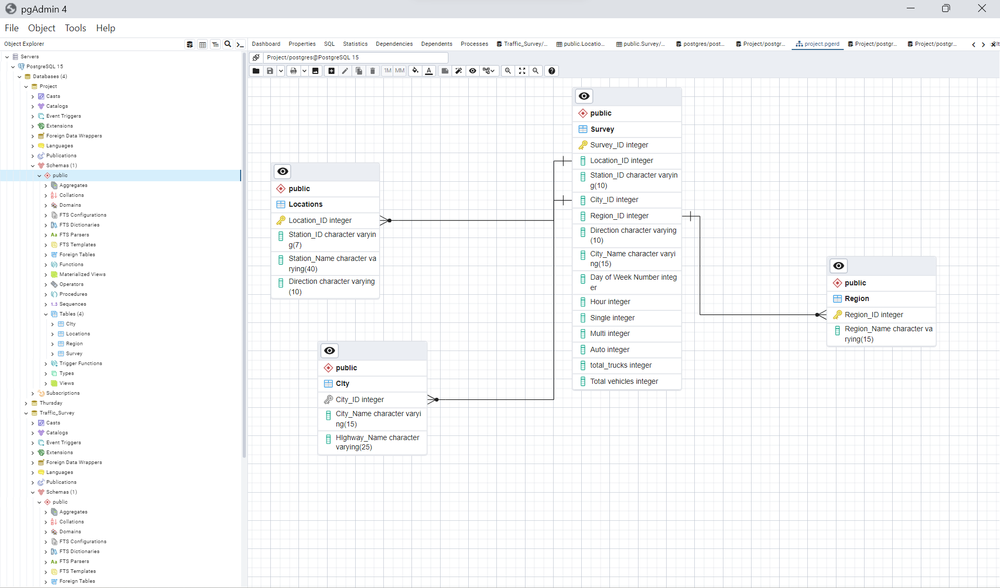 pgAdmin 4
File Object Tools Help
Object Explorer
Dashboard Properties SQL Statistics Dependencies Dependents Processes Traffic_Survey/... public.Locatio... public.Survey/... postgres/post... Project/postgr... project.pgerd Project/postgr... Project/postgr...
Project/postgres@PostgreSQL 15
1M MM
Servers
PostgreSQL 15
Databases (4)
Project
Casts
Catalogs
Event Triggers
Extensions
Foreign Data Wrappers
Languages
Publications
Schemas (1)
public
Aggregates
Collations
Domains
FTS Configurations
FTS Dictionaries
Aa FTS Parsers
FTS Templates
Foreign Tables
Functions
Materialized Views
Operators
Procedures
1..3 Sequences
Tables (4)
CIty
Locations
Region
Survey
Trigger Functions
Types
Views
Subscriptions
Thursday
Traffic_Survey
Casts
Catalogs
Event Triggers
Extensions
Foreign Data Wrappers
Languages
Publications
Schemas (1)
public
Aggregates
Collations
Domains
FTS Configurations
FTS Dictionaries
Aa FTS Parsers
FTS Templates
Foreign Tables
public
Locations
Location_ID integer
Station_ID character varyin
g(7)
Station_Name character va
rying(40)
Direction character varying
(10)
public
CIty
City_ID integer
City_Name character varyi
ng(15)
HIghway_Name character
varying(25)
public
Survey
Survey_ID integer
Location_ID integer
Station_ID character varyin
g(10)
City_ID integer
Region_ID integer
Direction character varying
(10)
City_Name character varyi
ng(15)
Day of Week Number integ
er
Hour integer
Single integer
Multi integer
Auto integer
total_trucks integer
Total vehicles integer
public
Region
Region_ID integer
Region_Name character va
rying(15)